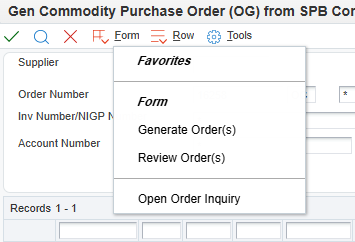 Gen Commodity Purchase Order (OG) from SPB Con
Form Row Tools
Supplier
Favorites
Order Number
*
Form
Inv Number/NIGP N
Generate Order(s)
Account Number
Review Order(s)
Open Order Inquiry
Records 1 - 1